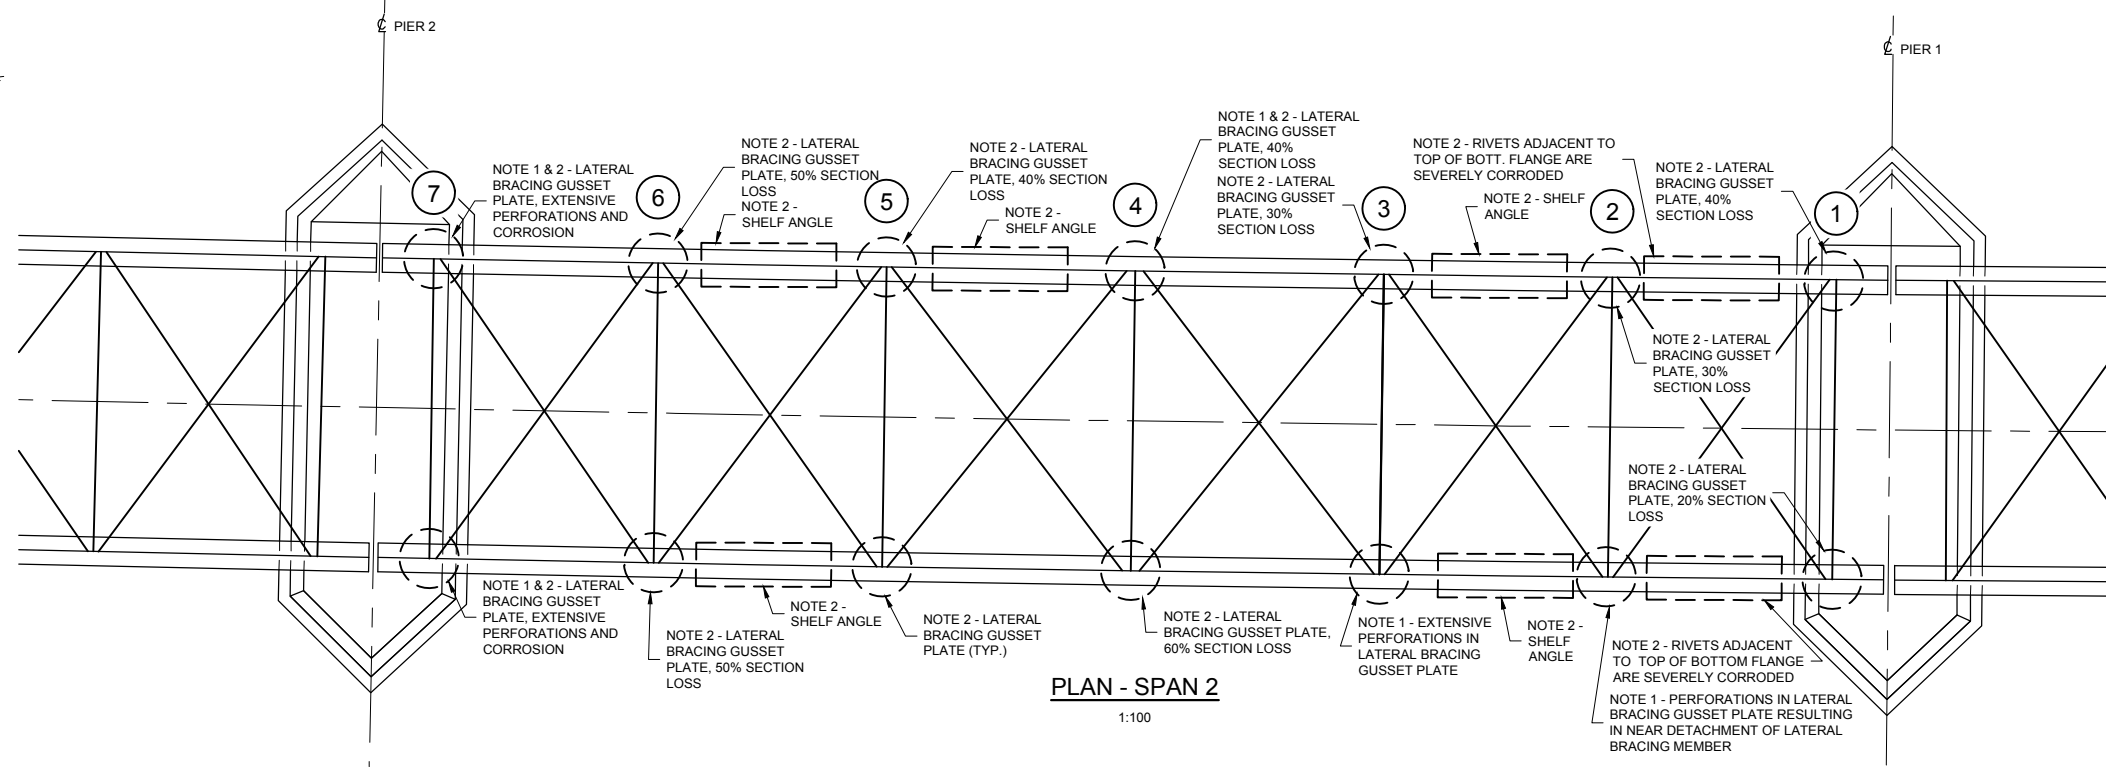 ℄ PIER 2
℄ PIER 1
NOTE 1 & 2 - LATERAL
BRACING GUSSET
PLATE, EXTENSIVE
PERFORATIONS AND
CORROSION
NOTE 2 - LATERAL
BRACING GUSSET
PLATE, 50% SECTION
LOSS
NOTE 2 -
SHELF ANGLE
NOTE 2 - LATERAL
BRACING GUSSET
PLATE, 40% SECTION
LOSS
NOTE 2 -
SHELF ANGLE
NOTE 1 & 2 - LATERAL
BRACING GUSSET
PLATE, 40%
SECTION LOSS
NOTE 2 - LATERAL
BRACING GUSSET
PLATE, 30%
SECTION LOSS
NOTE 2 - RIVETS ADJACENT TO
TOP OF BOTT. FLANGE ARE
SEVERELY CORRODED
NOTE 2 - SHELF
ANGLE
NOTE 2 - LATERAL
BRACING GUSSET
PLATE, 40%
SECTION LOSS
7
6
5
4
3
2
1
NOTE 2 - LATERAL
BRACING GUSSET
PLATE, 30%
SECTION LOSS
NOTE 2 - LATERAL
BRACING GUSSET
PLATE, 20% SECTION
LOSS
NOTE 1 & 2 - LATERAL
BRACING GUSSET
PLATE, EXTENSIVE
PERFORATIONS AND
CORROSION
NOTE 2 - LATERAL
BRACING GUSSET
PLATE, 50% SECTION
LOSS
NOTE 2 -
SHELF ANGLE
NOTE 2 - LATERAL
BRACING GUSSET
PLATE (TYP.)
NOTE 2 - LATERAL
BRACING GUSSET PLATE,
60% SECTION LOSS
NOTE 1 - EXTENSIVE
PERFORATIONS IN
LATERAL BRACING
GUSSET PLATE
NOTE 2 -
SHELF
ANGLE
NOTE 2 - RIVETS ADJACENT
TO TOP OF BOTTOM FLANGE
ARE SEVERELY CORRODED
NOTE 1 - PERFORATIONS IN LATERAL
BRACING GUSSET PLATE RESULTING
IN NEAR DETACHMENT OF LATERAL
BRACING MEMBER
PLAN - SPAN 2
1:100